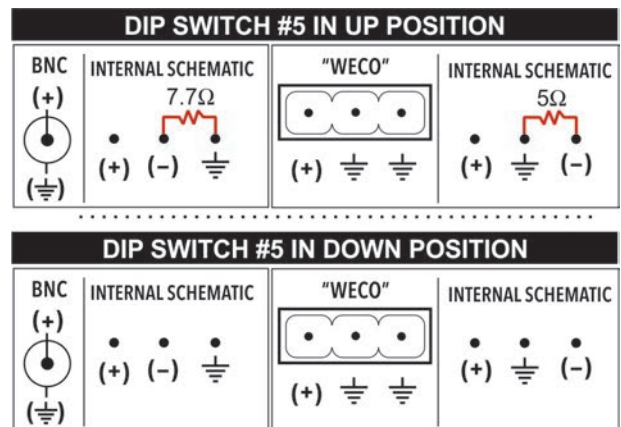 DIP SWITCH #5 IN UP POSITION
BNC
INTERNAL SCHEMATIC
"WECO"
INTERNAL SCHEMATIC
(+)
7.7Ω
5Ω
(+) (−)
(+)
(+) (−)
(⏚)
DIP SWITCH #5 IN DOWN POSITION
BNC
INTERNAL SCHEMATIC
"WECO"
INTERNAL SCHEMATIC
(+)
(+) (−)
(+)
(+) (−)
(⏚)